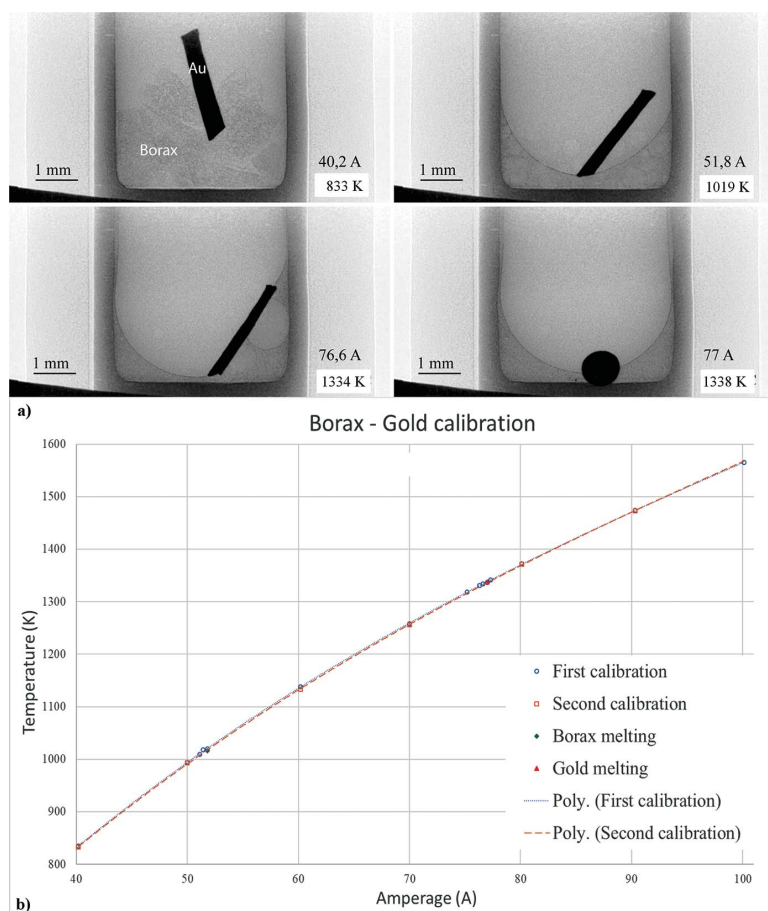 Au
Borax
1 mm
40,2 A
833 K
1 mm
51,8 A
1019 K
1 mm
76,6 A
1334 K
1 mm
77 A
1338 K
a)
Borax - Gold calibration
1600
1500
1400
1300
1200
1100
1000
900
800
Temperature (K)
First calibration
Second calibration
Borax melting
Gold melting
Poly. (First calibration)
Poly. (Second calibration)
40 50 60 70 80 90 100
Amperage (A)
b)